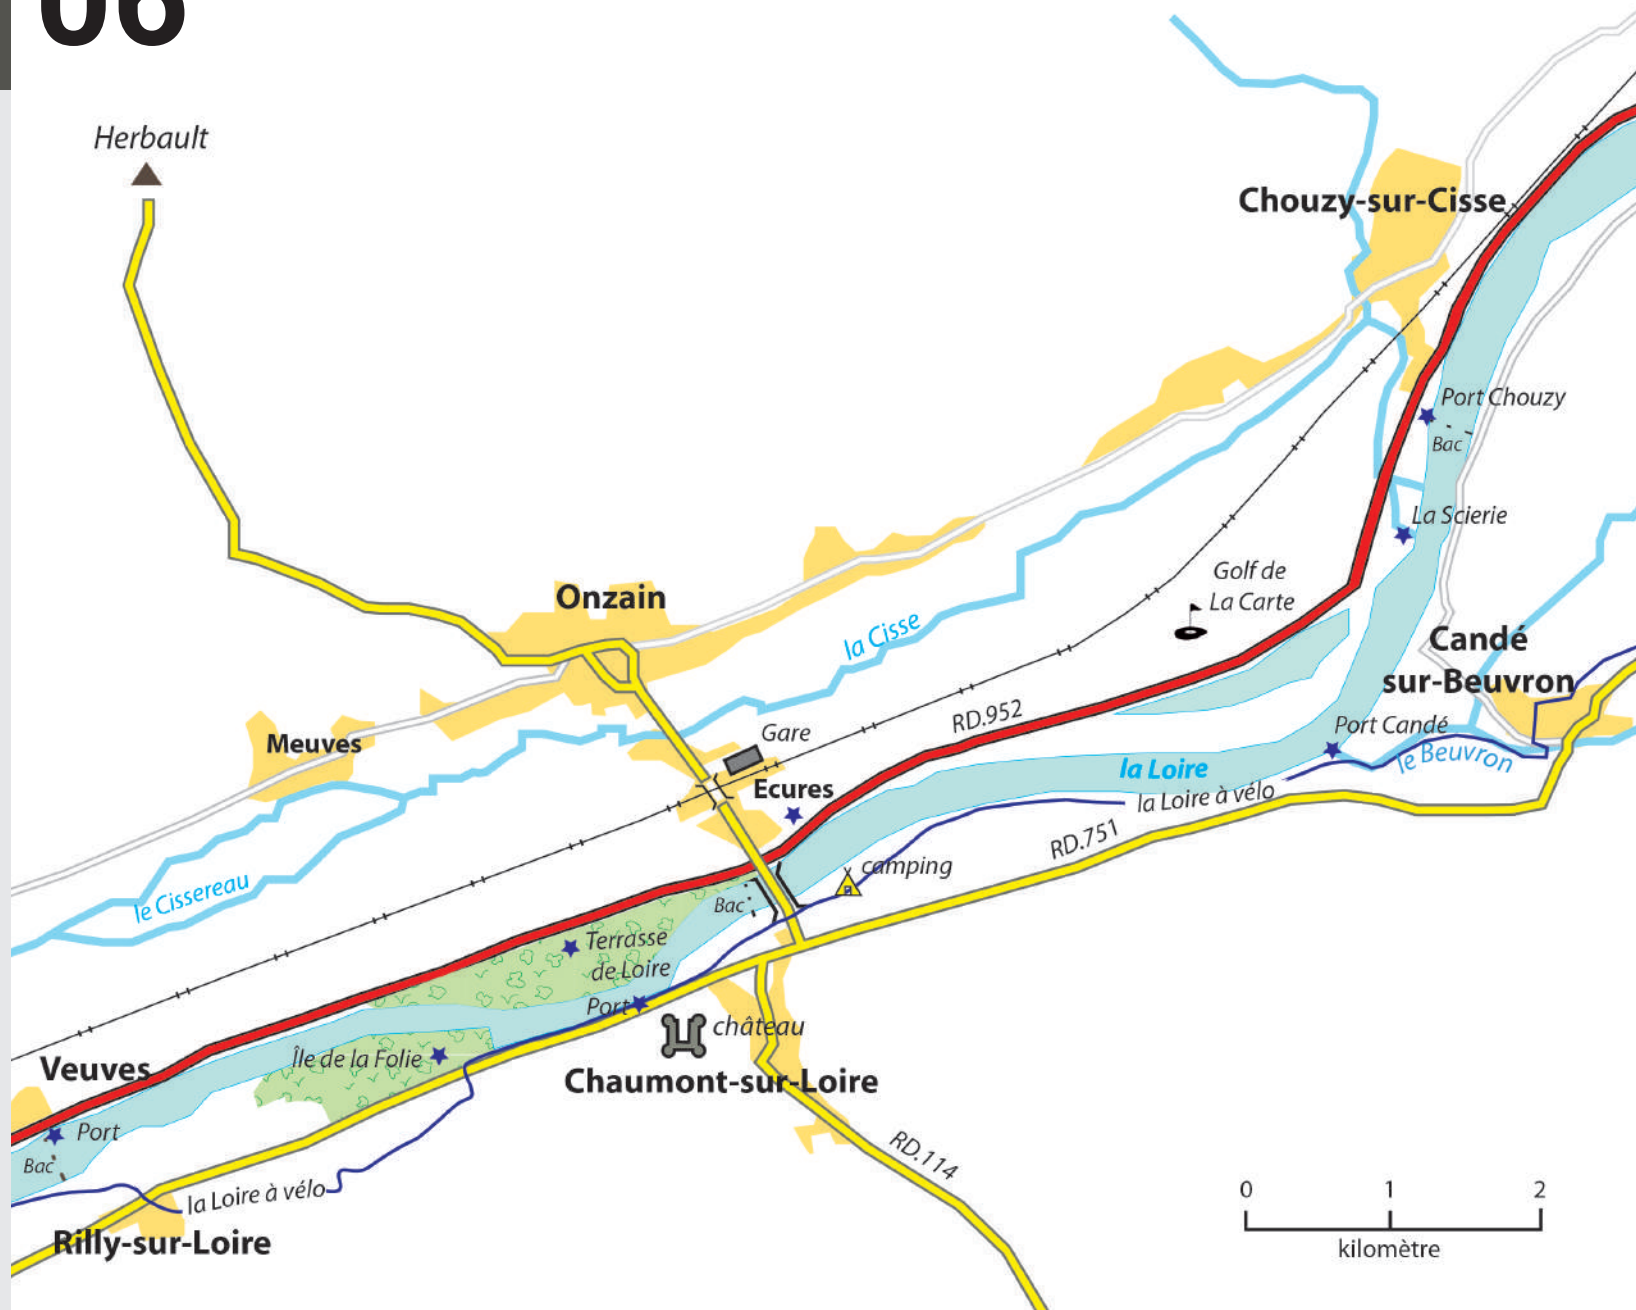 06
Herbault
Chouzy-sur-Cisse
Port Chouzy
Bac
La Scierie
Golf de
La Carte
Onzain
la Cisse
Candé
sur-Beuvron
RD.952
Port Candé
Gare
Meuves
le Beuvron
la Loire
Ecures
la Loire à vélo
RD.751
camping
le Cissereau
Bac
Terrasse
de Loire
Port
château
Île de la Folie
Veuves
Chaumont-sur-Loire
Port
RD.114
Bac
la Loire à vélo
0 1 2
Rilly-sur-Loire
kilomètre